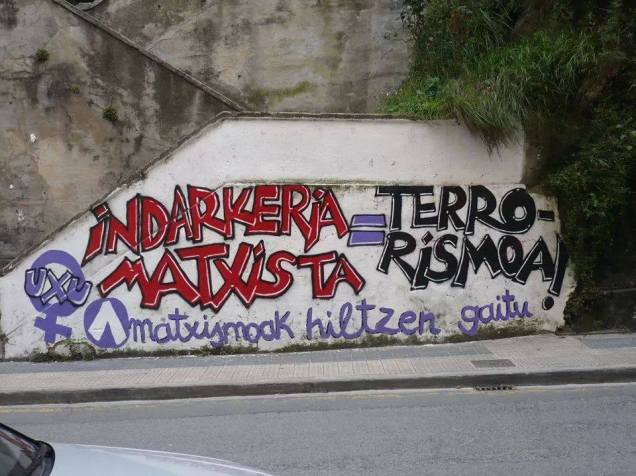 iNDARKERiA
MATXiSTA
=
TERRO-
RiSMOA!
UXU
matxismoak hiltzen gaitu